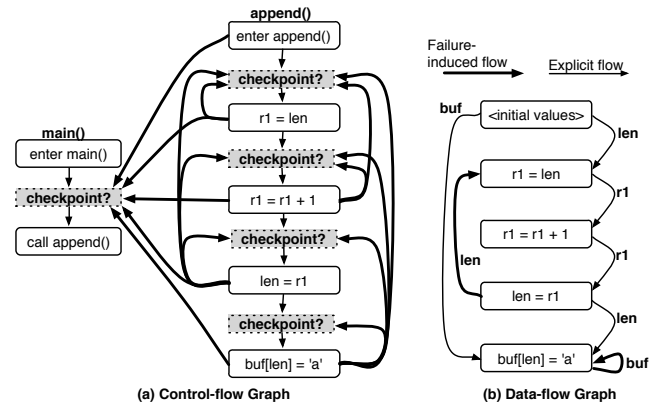 append()
enter append()
checkpoint?
r1 = len
main()
enter main()
checkpoint?
checkpoint?
r1 = r1 + 1
call append()
checkpoint?
len = r1
checkpoint?
buf[len] = 'a'
(a) Control-flow Graph
Failure-
induced flow
Explicit flow
buf
<initial values>
len
r1 = len
r1
r1 = r1 + 1
len
r1
len = r1
len
buf[len] = 'a'
buf
(b) Data-flow Graph